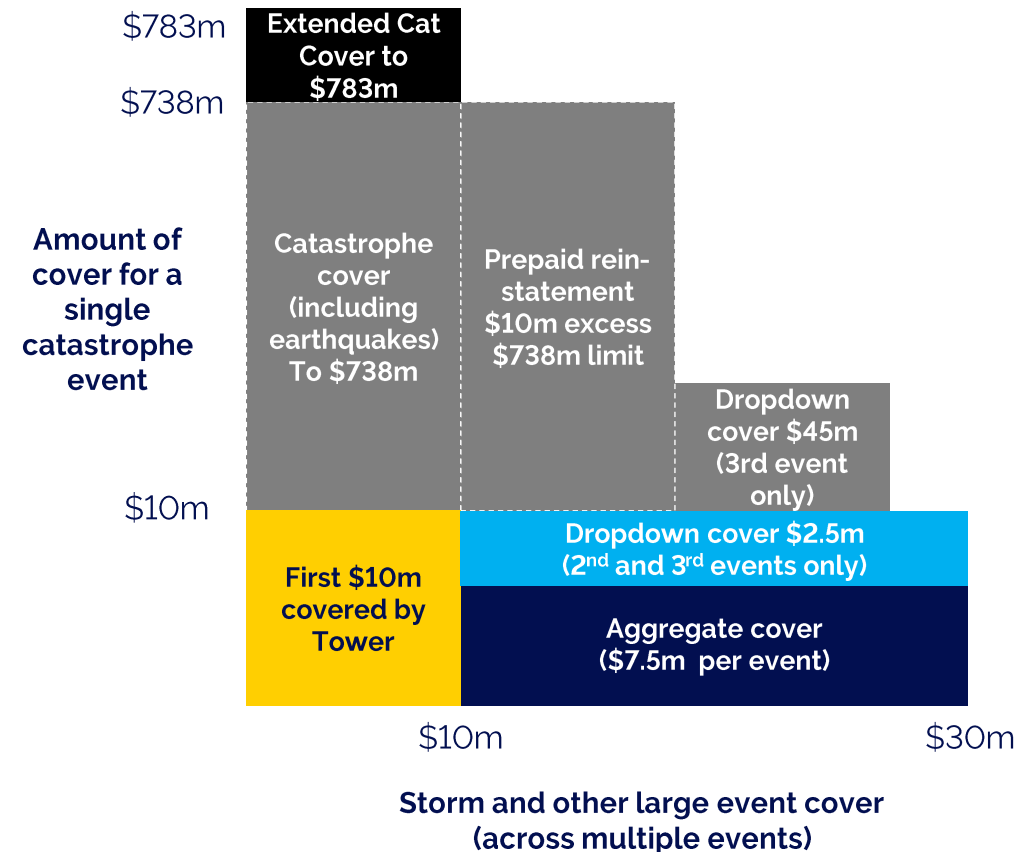 $783m
Extended Cat
Cover to
$783m
$738m
Amount of
cover for a
single
catastrophe
event
Catastrophe
cover
(including
earthquakes)
To $738m
Prepaid rein-
statement
$10m excess
$738m limit
Dropdown
cover $45m
(3rd event
only)
$10m
First $10m
covered by
Tower
Dropdown cover $2.5m
(2nd and 3rd events only)
Aggregate cover
($7.5m  per event)
$10m
$30m
Storm and other large event cover
(across multiple events)